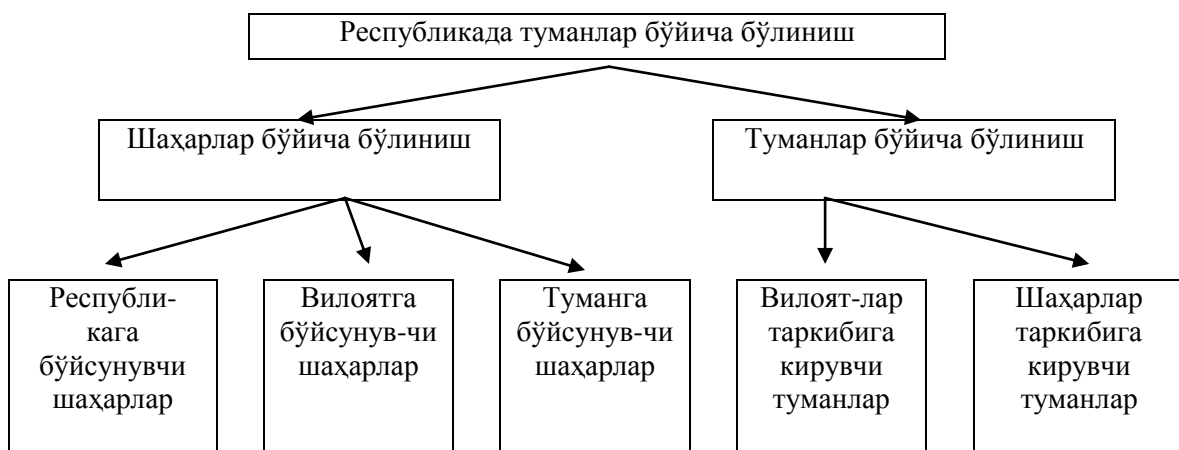 Республикада туманлар бўйича бўлиниш
Шаҳарлар бўйича бўлиниш
Туманлар бўйича бўлиниш
Республи-
кага
бўйсунувчи
шаҳарлар
Вилоятга
бўйсунув-чи
шаҳарлар
Туманга
бўйсунув-чи
шаҳарлар
Вилоят-лар
таркибига
кирувчи
туманлар
Шаҳарлар
таркибига
кирувчи
туманлар